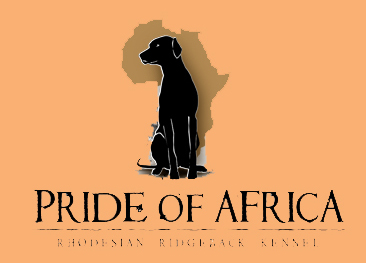 PRIDE OF AFRICA
RHODESIAN RIDGEBACK KENNEL